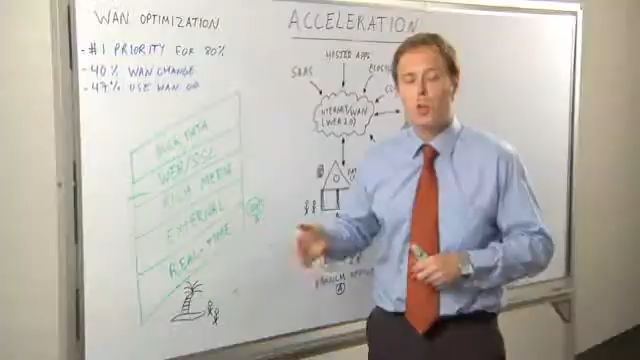 WAN OPTIMIZATION
- #1 PRIORITY FOR 80%
- 40% WAN CHANGE
- 47% USE WAN OP
BULK DATA
WEB/SSL
RICH MEDIA
EXTERNAL
REAL-TIME
ACCELERATION
HOSTED APPS
SAAS
INTERNET/WAN
(WEB 2.0)